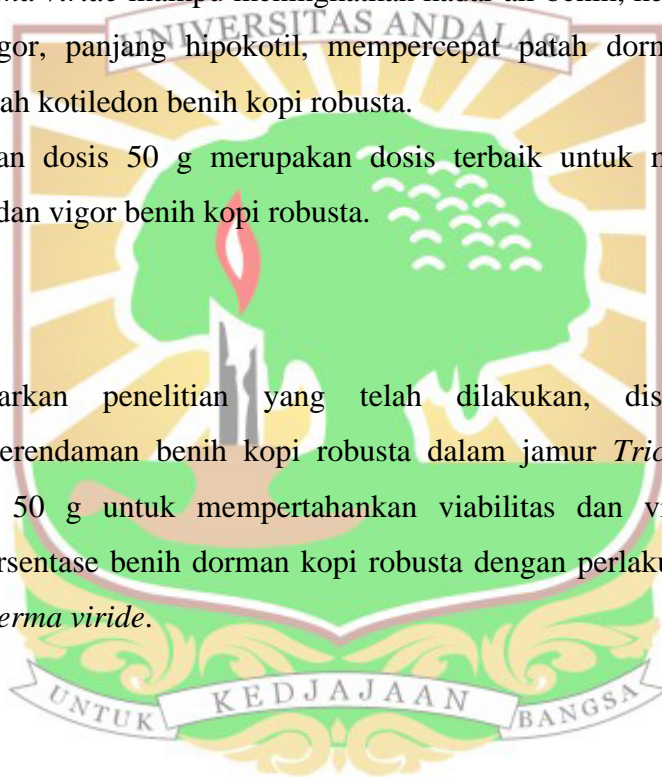 viride mampu meningkatkan kadar air benih,
UNIVERSITAS ANDALAS
gor, panjang hipokotil, mempercepat patah dorm
ah kotiledon benih kopi robusta.
an dosis 50 g merupakan dosis terbaik untuk m
dan vigor benih kopi robusta.
arkan penelitian yang telah dilakukan, dis
erendaman benih kopi robusta dalam jamur Tric
50 g untuk mempertahankan viabilitas dan v
rsentase benih dorman kopi robusta dengan perlaku
erma viride.
UNTUK KEDJAJAAN BANGSA